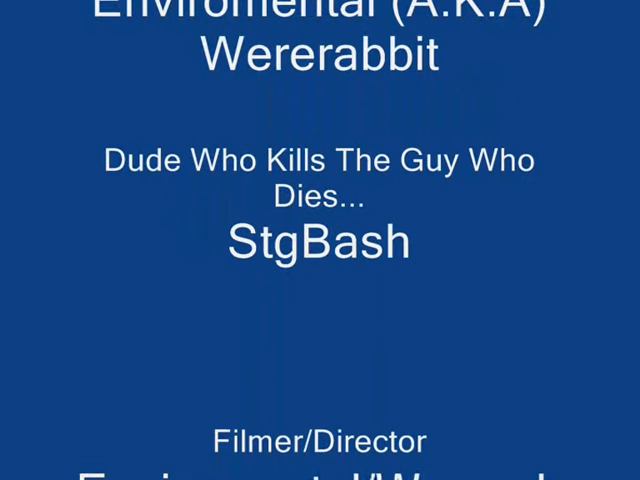 Enviromental (A.K.A)
Wererabbit
Dude Who Kills The Guy Who
Dies...
StgBash
Filmer/Director